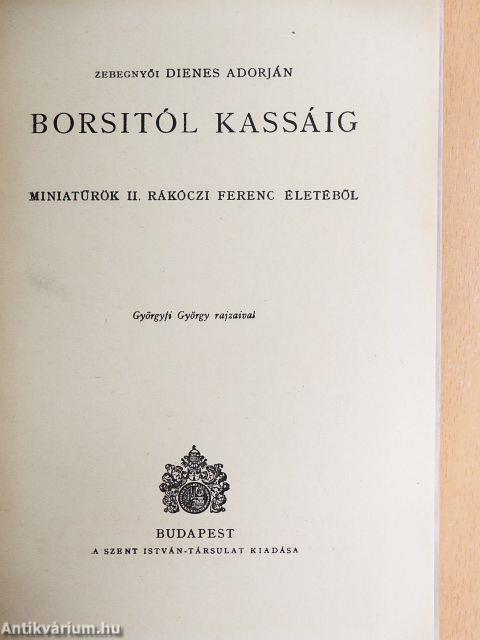 ZEBEGNYŐI DIENES ADORJÁN
BORSITÓL KASSÁIG
MINIATŰRÖK II. RÁKÓCZI FERENC ÉLETÉBŐL
Györgyfi György rajzaival
BUDAPEST
A SZENT ISTVÁN-TÁRSULAT KIADÁSA
Antikvárium.hu